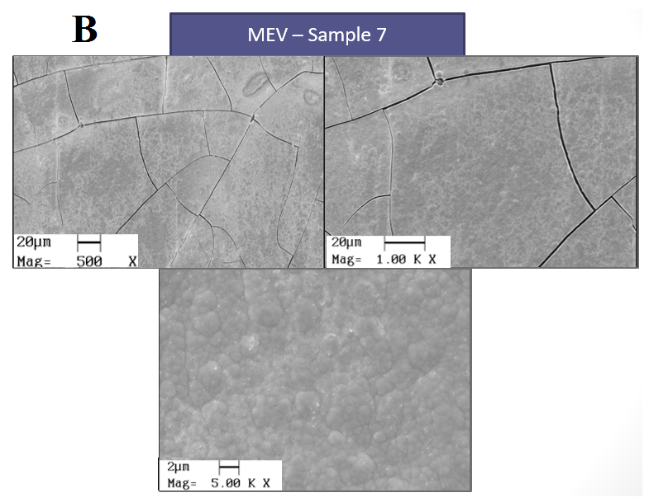 B
MEV – Sample 7
20µm
Mag= 500 X
20µm
Mag= 1.00 K X
2µm
Mag= 5.00 K X